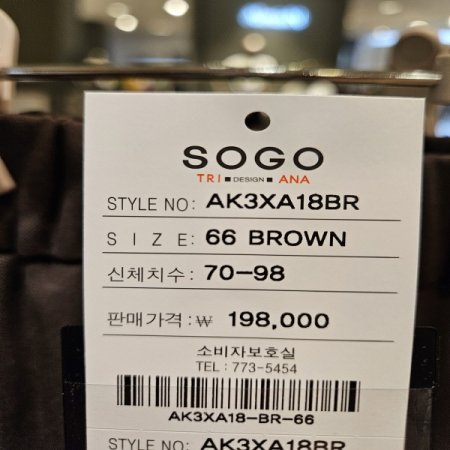 SOGO
TRI■DESIGN■ANA
STYLE NO: AK3XA18BR
SIZE: 66 BROWN
신체치수: 70-98
판매가격:₩ 198,000
소비자보호실
TEL: 773-5454
AK3XA18-BR-66
STYLE NO: AK3XA18BR